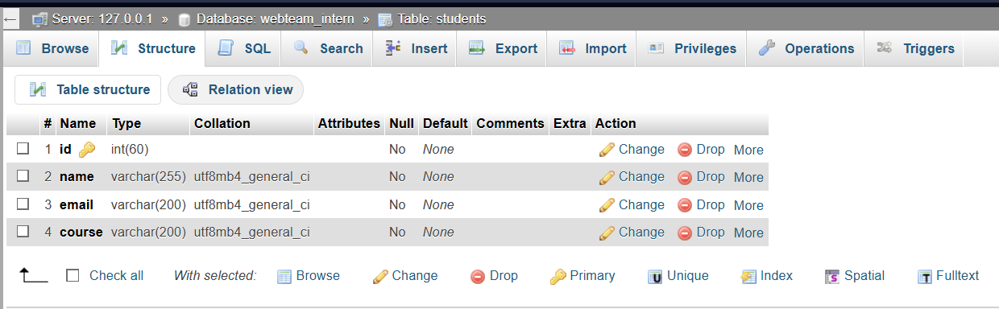 ← Server: 127.0.0.1 » Database: webteam_intern » Table: students
Browse Structure SQL Search Insert Export Import Privileges Operations Triggers
Table structure Relation view
# Name Type Collation Attributes Null Default Comments Extra Action
1 id int(60) No None Change Drop More
2 name varchar(255) utf8mb4_general_ci No None Change Drop More
3 email varchar(200) utf8mb4_general_ci No None Change Drop More
4 course varchar(200) utf8mb4_general_ci No None Change Drop More
Check all With selected: Browse Change Drop Primary Unique Index Spatial Fulltext